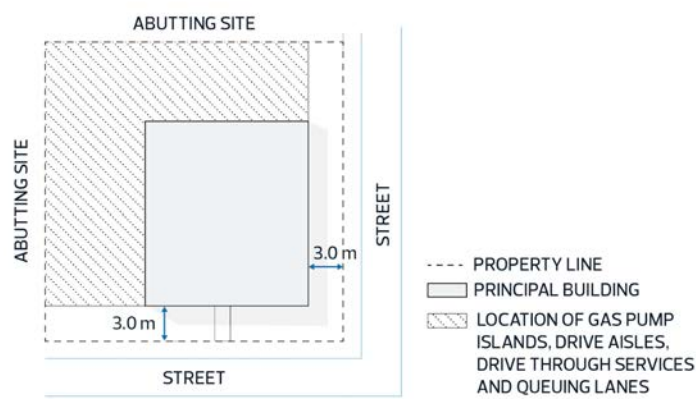 ABUTTING SITE
ABUTTING SITE
STREET
3.0 m
3.0 m
STREET
PROPERTY LINE
PRINCIPAL BUILDING
LOCATION OF GAS PUMP
ISLANDS, DRIVE AISLES,
DRIVE THROUGH SERVICES
AND QUEUING LANES